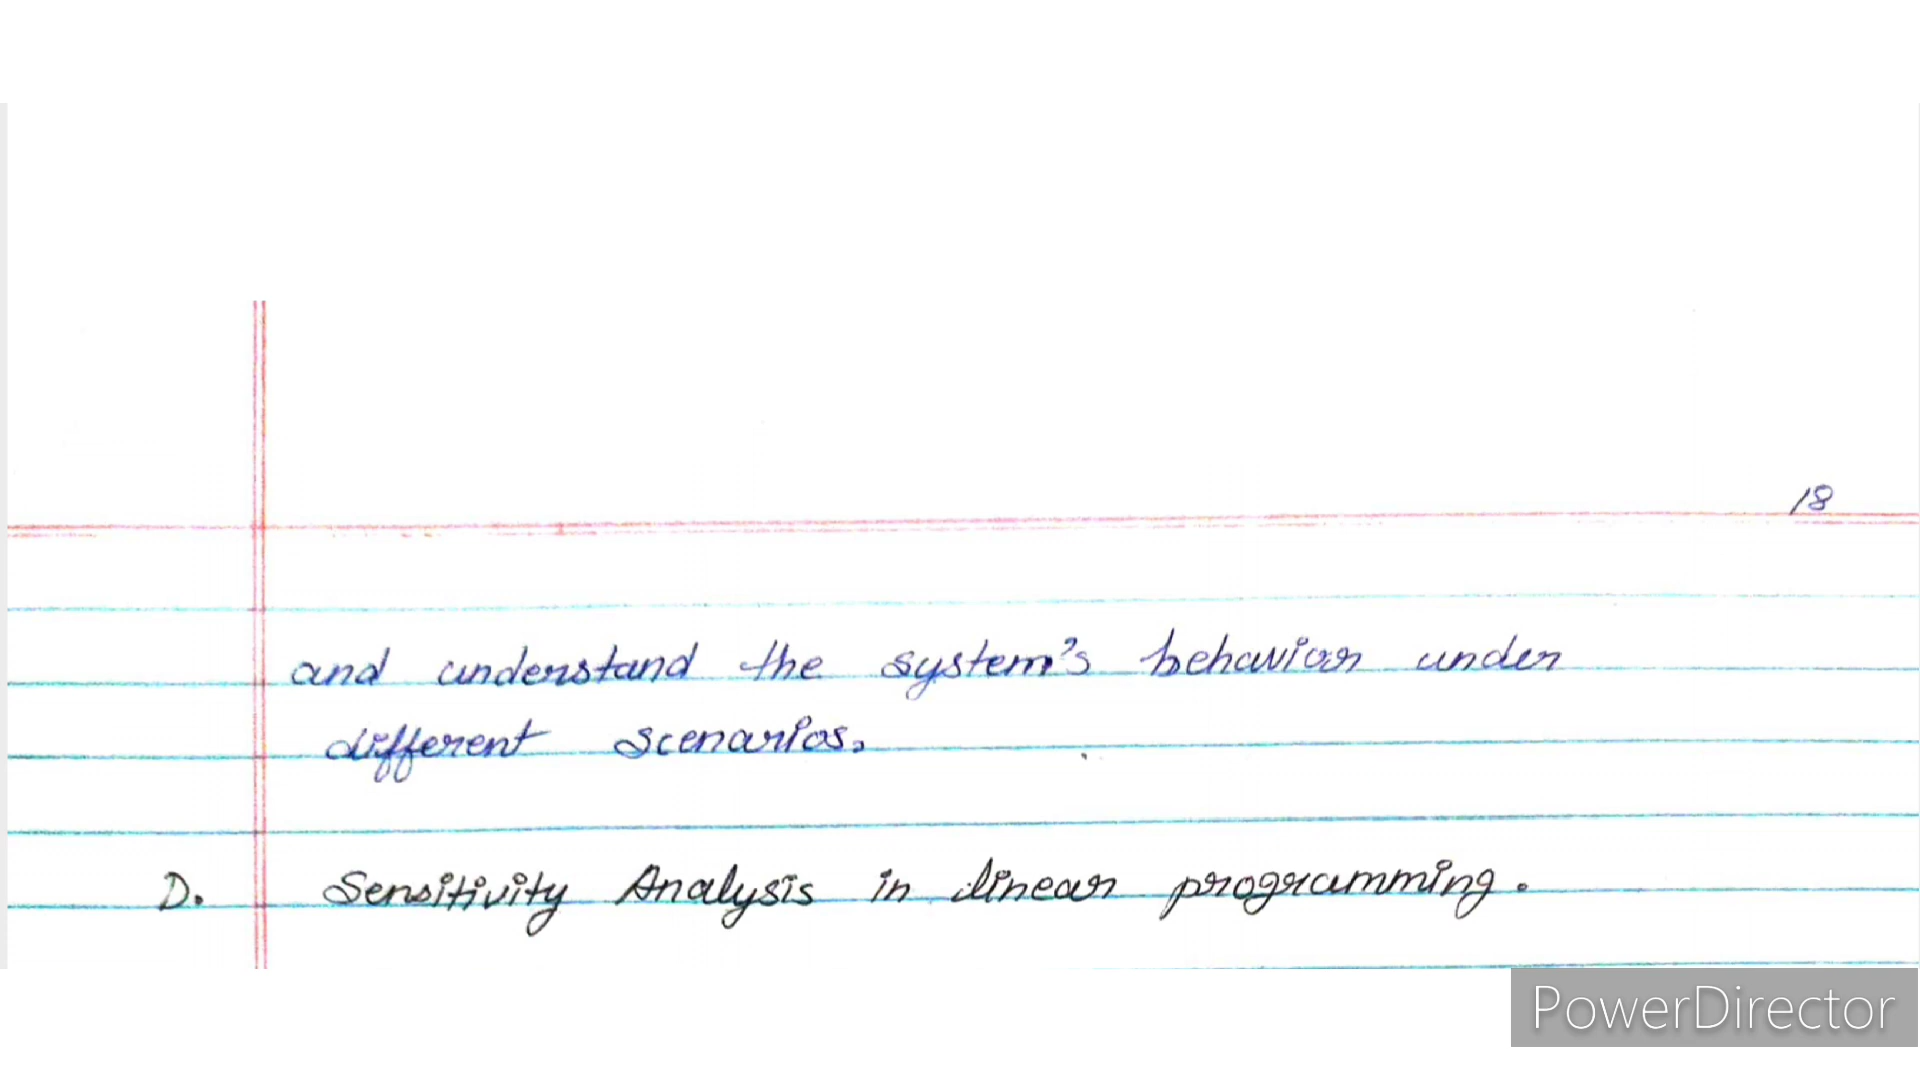 18
and understand the system's behavior under
different scenarios.
D. Sensitivity Analysis in linear programming.
PowerDirector